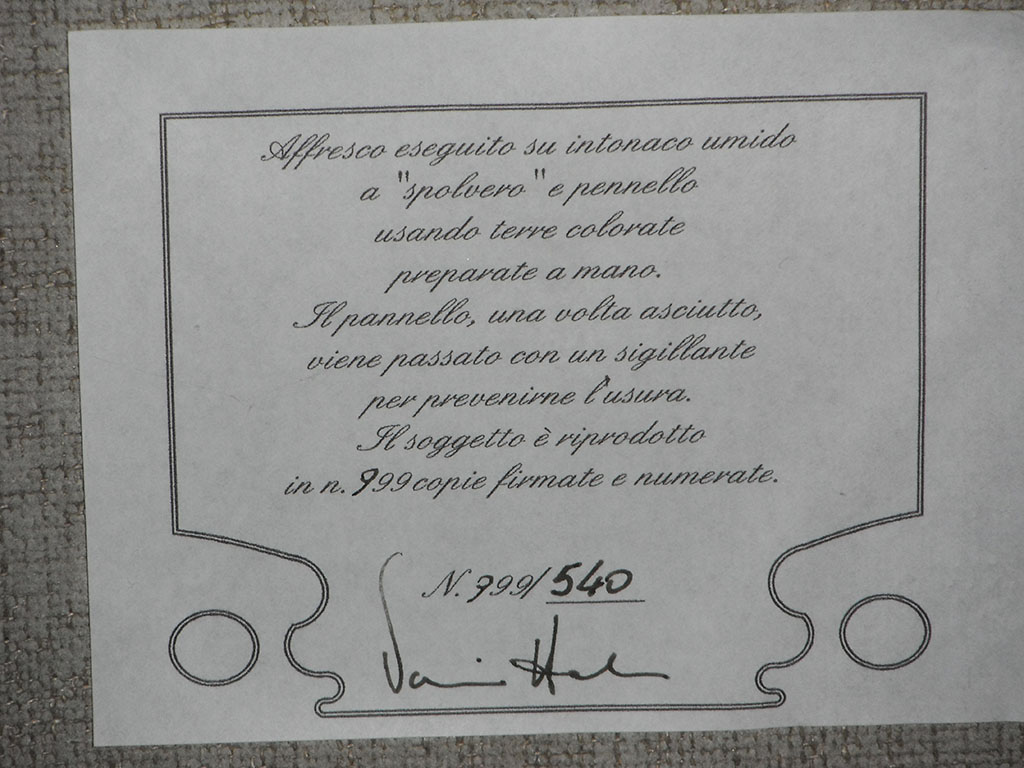 Affresco eseguito su intonaco umido
a "spolvero" e pennello
usando terre colorate
preparate a mano.
Il pannello, una volta asciutto,
viene passato con un sigillante
per prevenirne l'usura.
Il soggetto è riprodotto
in n. 999 copie firmate e numerate.
N. 999/540